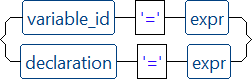 variable_id '=' expr
declaration '=' expr